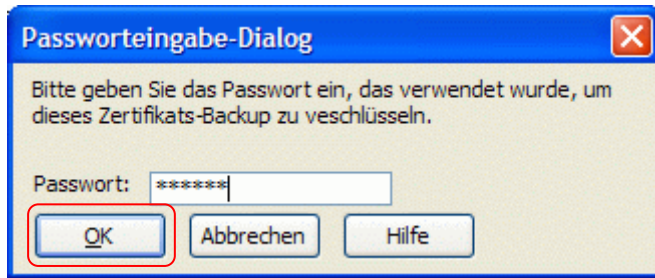 Passworteingabe-Dialog
Bitte geben Sie das Passwort ein, das verwendet wurde, um
dieses Zertifikats-Backup zu veschlüsseln.
Passwort: ******
OK Abbrechen Hilfe